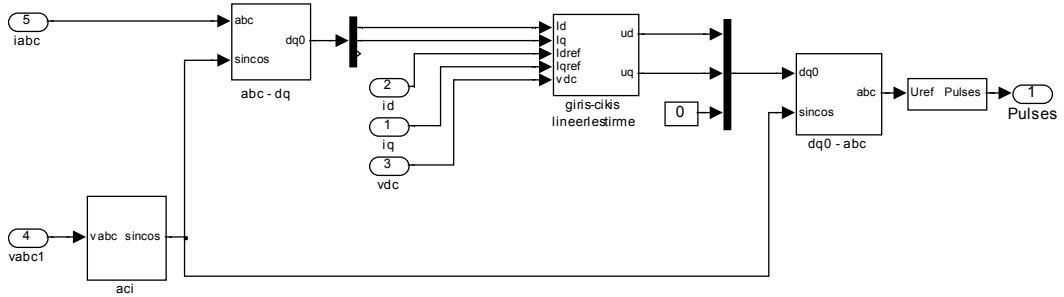 5
iabc
abc
sincos
dq0
abc - dq
2
id
1
iq
3
vdc
Id
Iq
Idref
Iqref
vdc
ud
uq
giris-cikis
lineerlestirme
0
dq0
sincos
abc
dq0 - abc
Uref Pulses
1
Pulses
4
vabc1
vabc sincos
aci